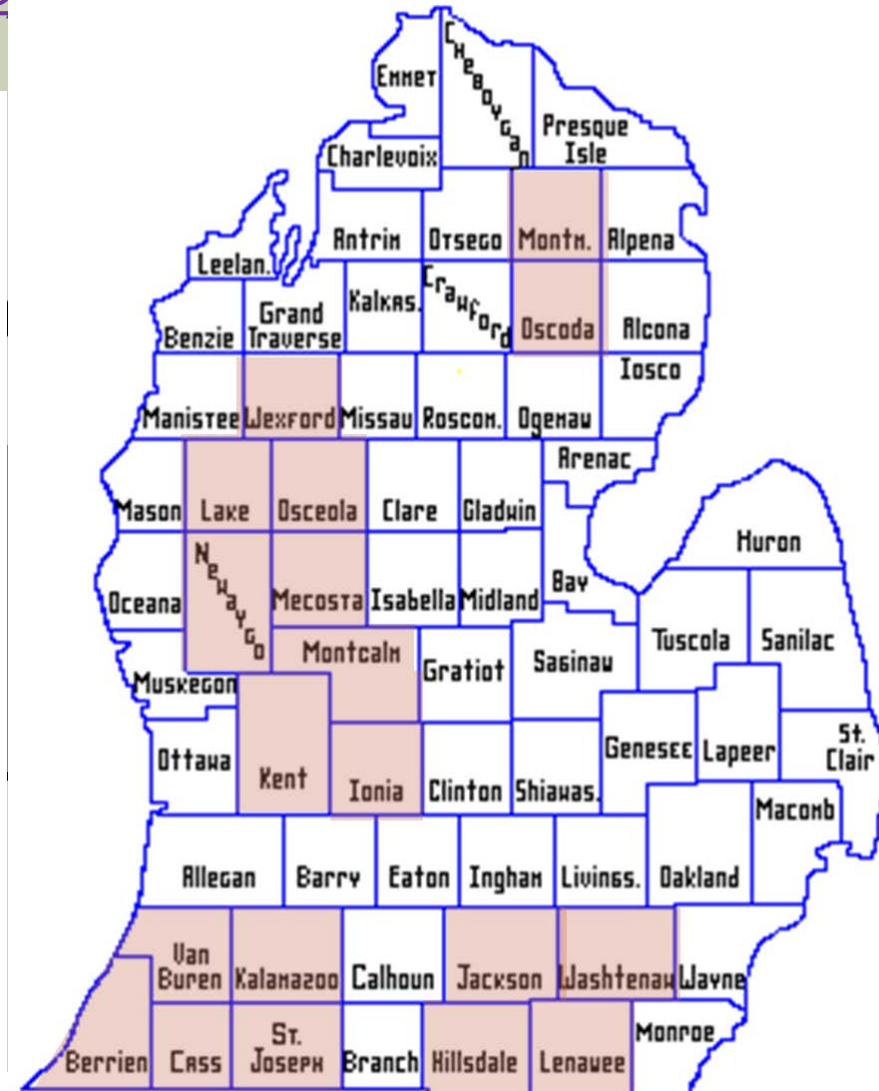 Emmet
Cheboygan
Presque
Isle
Charlevoix
Antrim
Otsego
Montm.
Alpena
Leelan.
Benzie
Grand
Traverse
Kalkas.
Crawford
Oscoda
Alcona
Manistee
Wexford
Missau
Roscom.
Ogemaw
Iosco
Arenac
Mason
Lake
Osceola
Clare
Gladwin
Huron
Oceana
Newaygo
Mecosta
Isabella
Midland
Bay
Tuscola
Sanilac
Muskegon
Montcalm
Gratiot
Saginaw
Ottawa
Kent
Ionia
Clinton
Shiawas.
Genesee
Lapeer
St.
Clair
Macomb
Allegan
Barry
Eaton
Ingham
Livings.
Oakland
Van
Buren
Kalamazoo
Calhoun
Jackson
Washtenaw
Wayne
Berrien
Cass
St.
Joseph
Branch
Hillsdale
Lenawee
Monroe